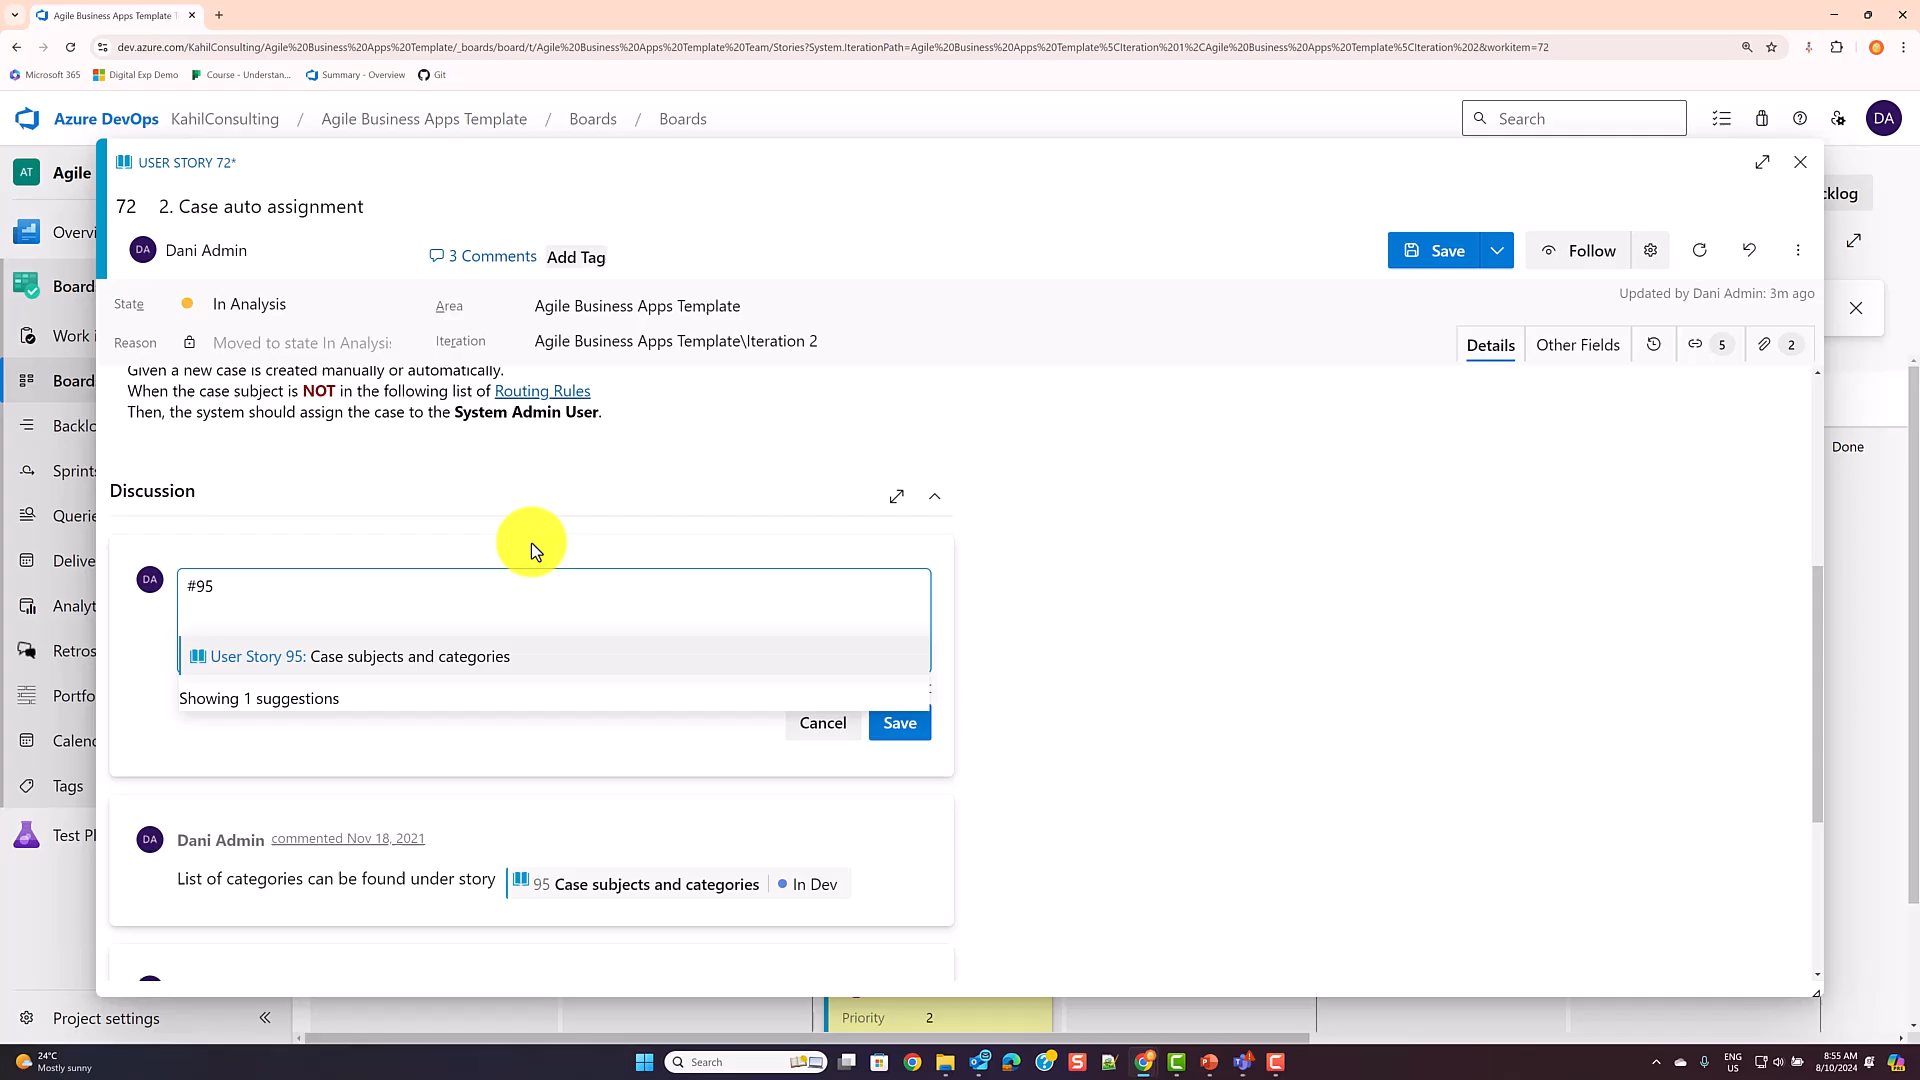 Agile Business Apps Template T
dev.azure.com/KahilConsulting/Agile%20Business%20Apps%20Template/_boards/board/t/Agile%20Business%20Apps%20Template%20Team/Stories?System.IterationPath=Agile%20Business%20Apps%20Template%5CIteration%201%2CAgile%20Business%20Apps%20Template%5CIteration%202&workitem=72
Microsoft 365 Digital Exp Demo Course - Understan... Summary - Overview Git
Azure DevOps KahilConsulting / Agile Business Apps Template / Boards / Boards Search DA
AT Agile
USER STORY 72*
72 2. Case auto assignment
DA Dani Admin 3 Comments Add Tag Save Follow
Updated by Dani Admin: 3m ago
State In Analysis Area Agile Business Apps Template
Reason Moved to state In Analysis Iteration Agile Business Apps Template\Iteration 2
Details Other Fields 5 2
Given a new case is created manually or automatically.
When the case subject is NOT in the following list of Routing Rules
Then, the system should assign the case to the System Admin User.
Discussion
DA #95
User Story 95: Case subjects and categories
Showing 1 suggestions
Cancel Save
DA Dani Admin commented Nov 18, 2021
List of categories can be found under story 95 Case subjects and categories In Dev
Overvi
Board
Work i
Board
Backlo
Sprints
Querie
Delive
Analyt
Retros
Portfo
Calenc
Tags
Test Pl
Project settings
cklog
Done
Priority 2
24°C
Mostly sunny
Search
ENG
US
8:55 AM
8/10/2024